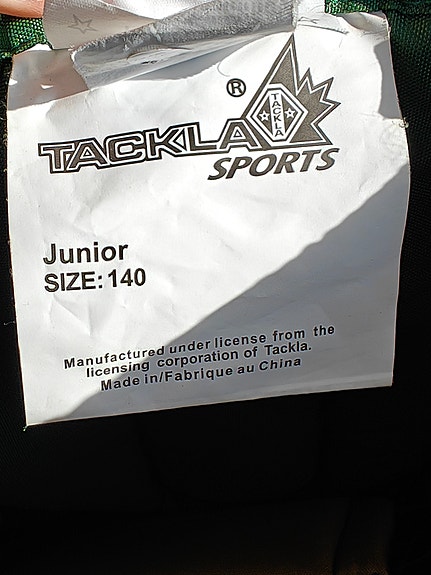 ®
TACKLA
TACKLA
SPORTS
Junior
SIZE: 140
Manufactured under license from the
licensing corporation of Tackla.
Made in/Fabrique au China